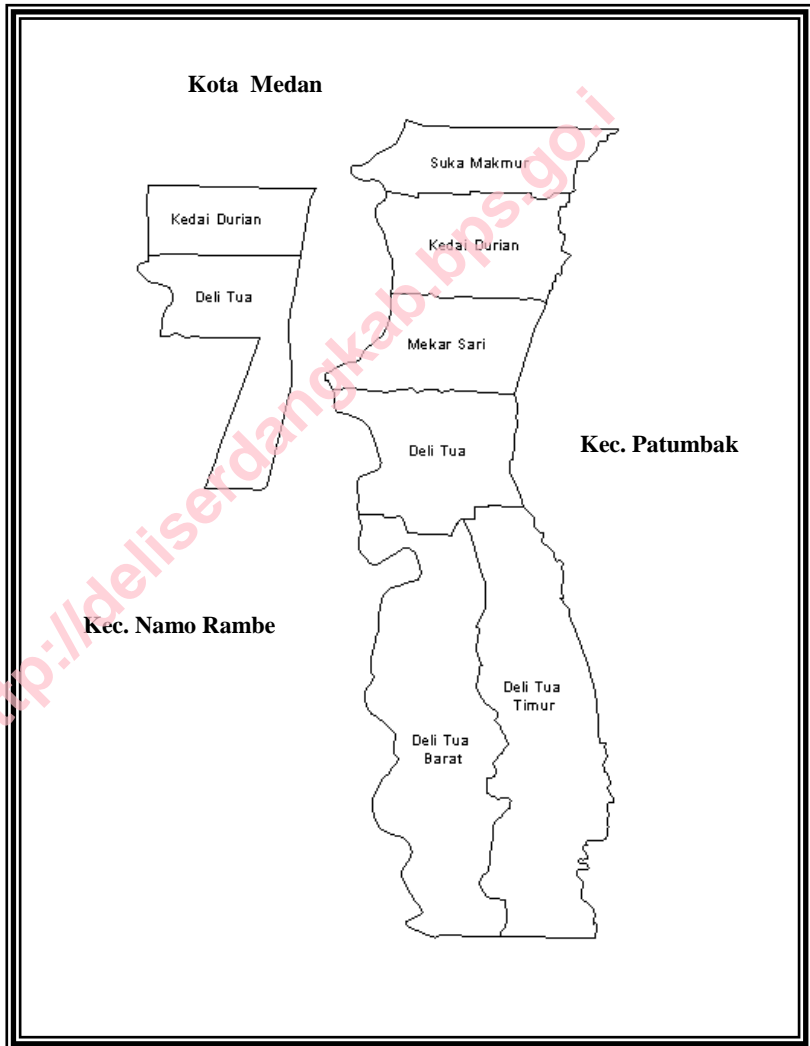 Kota Medan
Suka Makmur
Kedai Durian
Kedai Durian
Deli Tua
Mekar Sari
Deli Tua
Kec. Patumbak
Kec. Namo Rambe
Deli Tua
Timur
Deli Tua
Barat
ttp://deliserdangkab.bps.go.i